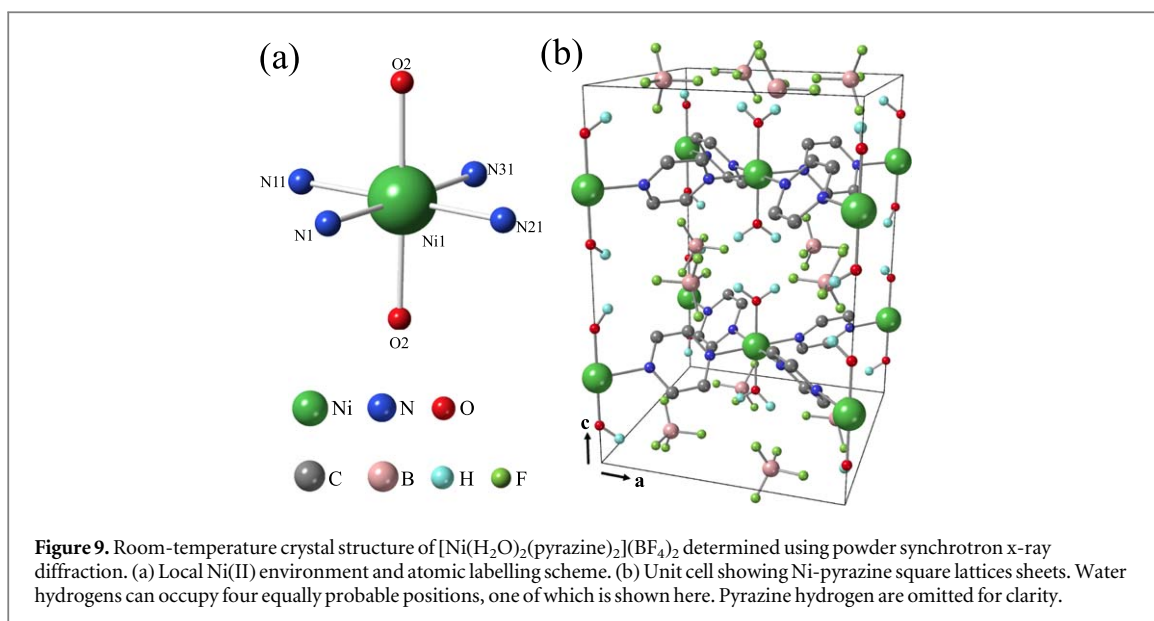 (a)
(b)
O2
N11
N31
N1
Ni1
N21
O2
Ni N O
C B H F
c
a
Figure 9. Room-temperature crystal structure of [Ni(H₂O)₂(pyrazine)₂](BF₄)₂ determined using powder synchrotron x-ray
diffraction. (a) Local Ni(II) environment and atomic labelling scheme. (b) Unit cell showing Ni-pyrazine square lattices sheets. Water
hydrogens can occupy four equally probable positions, one of which is shown here. Pyrazine hydrogen are omitted for clarity.